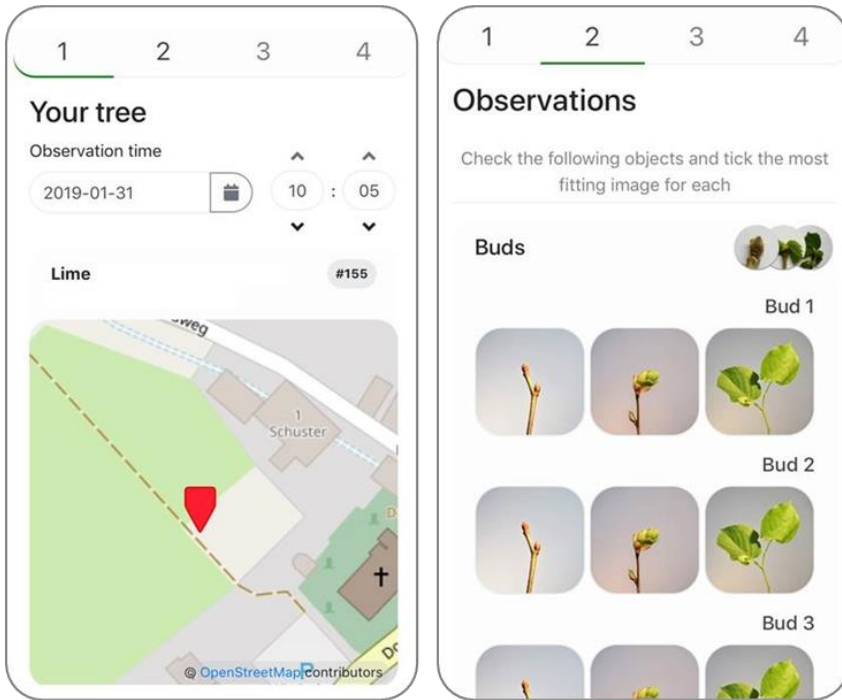 1 2 3 4
Your tree
Observation time
2019-01-31
10 : 05
Lime
#155
1
Schuster
@ OpenStreetMap contributors
1 2 3 4
Observations
Check the following objects and tick the most
fitting image for each
Buds
Bud 1
Bud 2
Bud 3